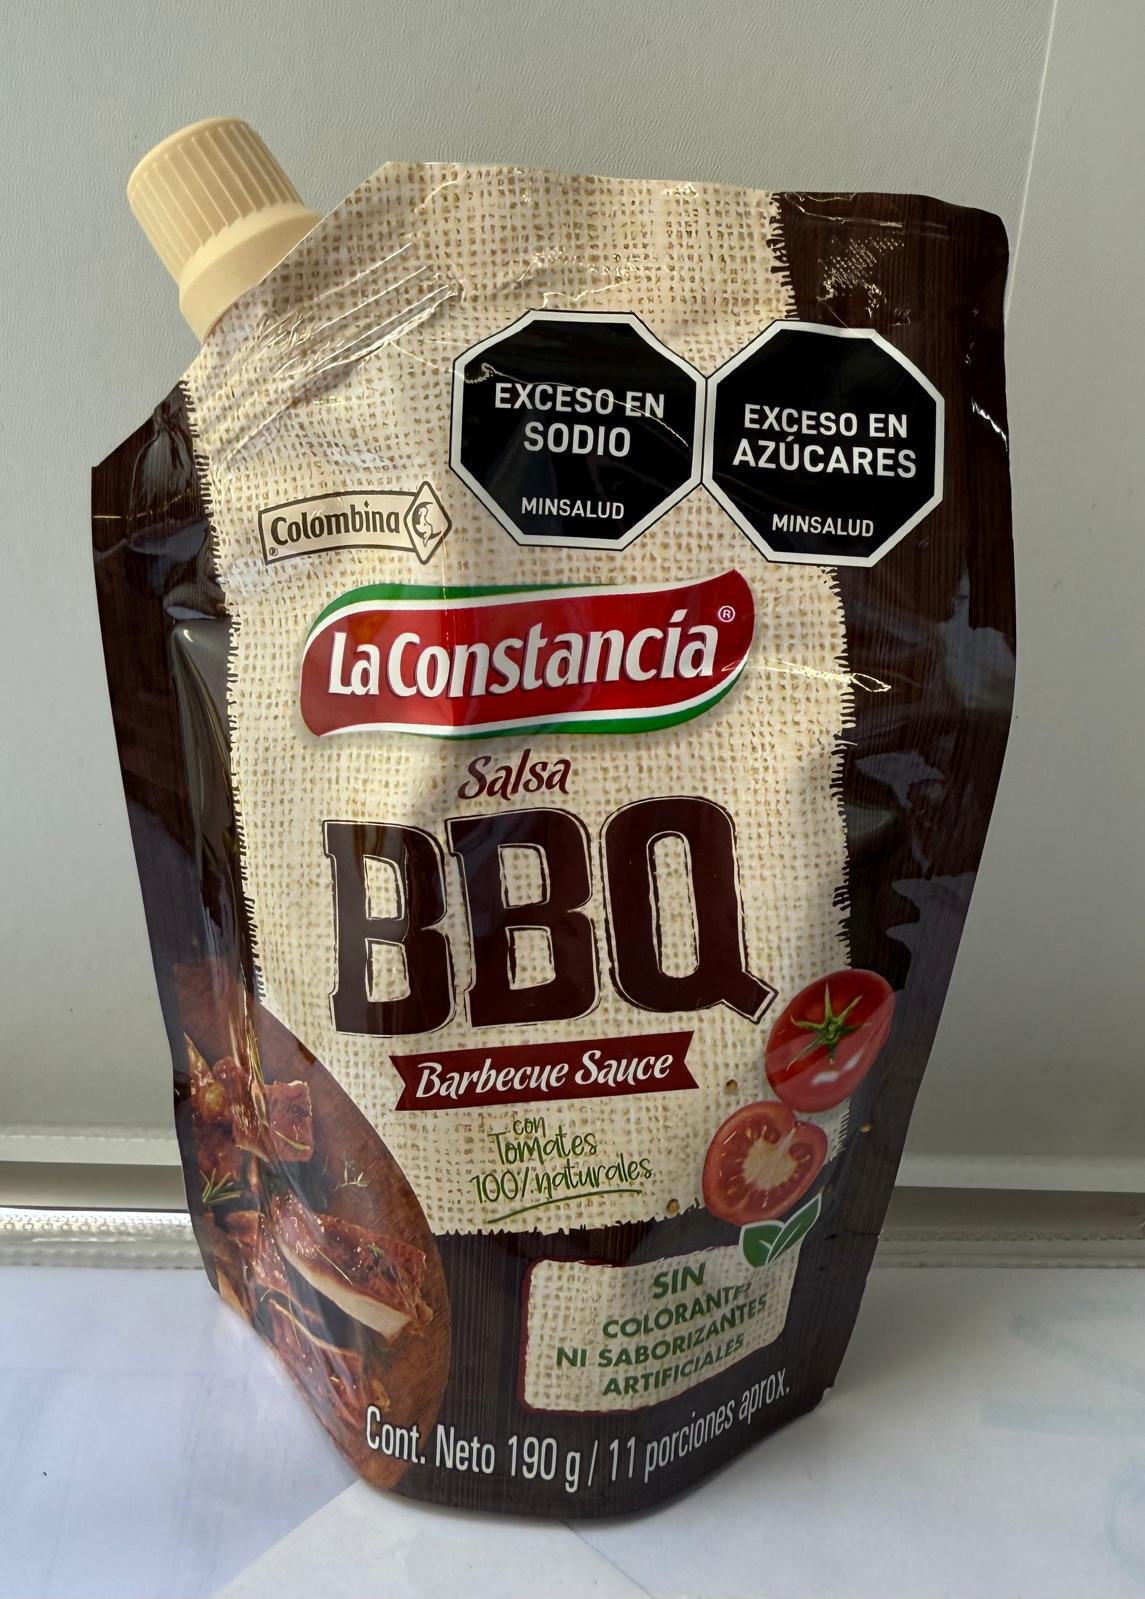 EXCESO EN
SODIO
MINSALUD
EXCESO EN
AZÚCARES
MINSALUD
Colombina
®
LaConstancia®
Salsa
BBQ
Barbecue Sauce
con
Tomates
100% naturales
SIN
COLORANTES
NI SABORIZANTES
ARTIFICIALES
Cont. Neto 190 g / 11 porciones aprox.